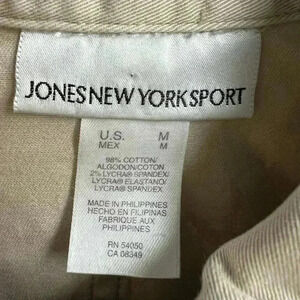 JONES NEW YORK SPORT
U.S. M
MEX M
98% COTTON/
ALGODON/COTON
2% LYCRA® SPANDEX/
LYCRA® ELASTANO/
LYCRA® SPANDEX/
MADE IN PHILIPPINES
HECHO EN FILIPINAS
FABRIQUE AUX
PHILIPPINES
RN 54050
CA 08349